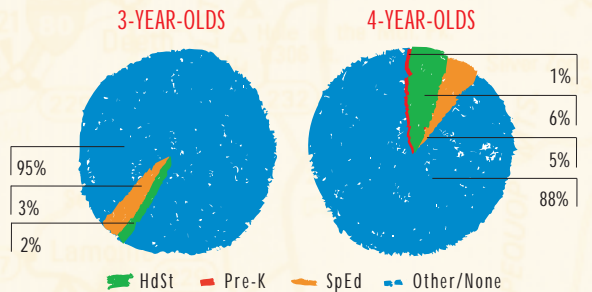 3-YEAR-OLDS
4-YEAR-OLDS
95%
3%
2%
1%
6%
5%
88%
HdSt Pre-K SpEd Other/None